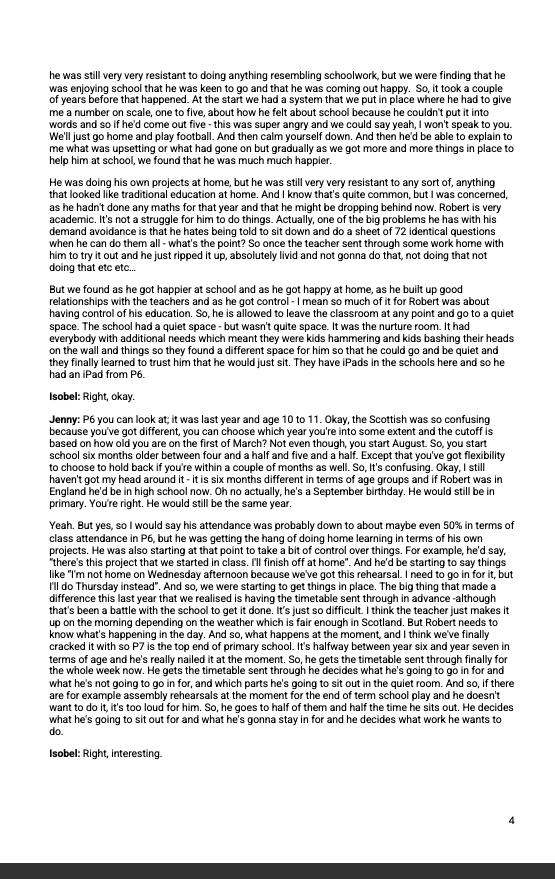 he was still very very resistant to doing anything resembling schoolwork, but we were finding that he
was enjoying school that he was keen to go and that he was coming out happy.  So, it took a couple
of years before that happened. At the start we had a system that we put in place where he had to give
me a number on scale, one to five, about how he felt about school because he couldn't put it into
words and so if he'd come out five - this was super angry and we could say yeah, I won't speak to you.
We'll just go home and play football. And then calm yourself down. And then he'd be able to explain to
me what was upsetting or what had gone on but gradually as we got more and more things in place to
help him at school, we found that he was much much happier.
He was doing his own projects at home, but he was still very very resistant to any sort of, anything
that looked like traditional education at home. And I know that's quite common, but I was concerned,
as he hadn't done any maths for that year and that he might be dropping behind now. Robert is very
academic. It's not a struggle for him to do things. Actually, one of the big problems he has with his
demand avoidance is that he hates being told to sit down and do a sheet of 72 identical questions
when he can do them all - what's the point? So once the teacher sent through some work home with
him to try it out and he just ripped it up, absolutely livid and not gonna do that, not doing that not
doing that etc etc…
But we found as he got happier at school and as he got happy at home, as he built up good
relationships with the teachers and as he got control - I mean so much of it for Robert was about
having control of his education. So, he is allowed to leave the classroom at any point and go to a quiet
space. The school had a quiet space - but wasn't quite space. It was the nurture room. It had
everybody with additional needs which meant they were kids hammering and kids bashing their heads
on the wall and things so they found a different space for him so that he could go and be quiet and
they finally learned to trust him that he would just sit. They have iPads in the schools here and so he
had an iPad from P6.
Isobel: Right, okay.
Jenny: P6 you can look at; it was last year and age 10 to 11. Okay, the Scottish was so confusing
because you've got different, you can choose which year you're into some extent and the cutoff is
based on how old you are on the first of March? Not even though, you start August. So, you start
school six months older between four and a half and five and a half. Except that you've got flexibility
to choose to hold back if you're within a couple of months as well. So, It's confusing. Okay, I still
haven't got my head around it - it is six months different in terms of age groups and if Robert was in
England he'd be in high school now. Oh no actually, he's a September birthday. He would still be in
primary. You're right. He would still be the same year.
Yeah. But yes, so I would say his attendance was probably down to about maybe even 50% in terms of
class attendance in P6, but he was getting the hang of doing home learning in terms of his own
projects. He was also starting at that point to take a bit of control over things. For example, he'd say,
“there's this project that we started in class. I'll finish off at home”. And he'd be starting to say things
like “I'm not home on Wednesday afternoon because we've got this rehearsal. I need to go in for it, but
I'll do Thursday instead”. And so, we were starting to get things in place. The big thing that made a
difference this last year that we realised is having the timetable sent through in advance -although
that's been a battle with the school to get it done. It's just so difficult. I think the teacher just makes it
up on the morning depending on the weather which is fair enough in Scotland. But Robert needs to
know what's happening in the day. And so, what happens at the moment, and I think we've finally
cracked it with so P7 is the top end of primary school. It's halfway between year six and year seven in
terms of age and he's really nailed it at the moment. So, he gets the timetable sent through finally for
the whole week now. He gets the timetable sent through he decides what he's going to go in for and
what he's not going to go in for, and which parts he's going to sit out in the quiet room. And so, if there
are for example assembly rehearsals at the moment for the end of term school play and he doesn't
want to do it, it's too loud for him. So, he goes to half of them and half the time he sits out. He decides
what he's going to sit out for and what he's gonna stay in for and he decides what work he wants to
do.
Isobel: Right, interesting.
4